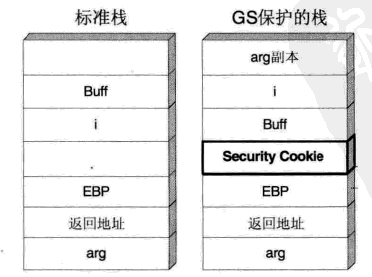 标准栈
Buff
i
.
EBP
返回地址
arg
GS保护的栈
arg副本
i
Buff
Security Cookie
EBP
返回地址
arg